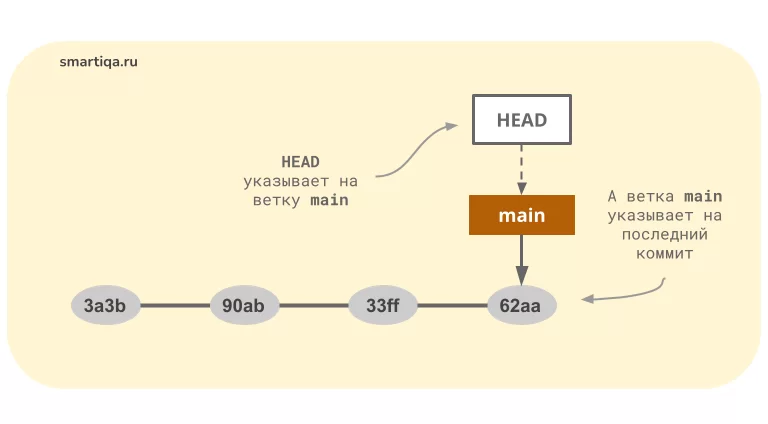 smartiqa.ru
HEAD
HEAD
указывает на
ветку main
main
А ветка main
указывает на
последний
коммит
3a3b
90ab
33ff
62aa